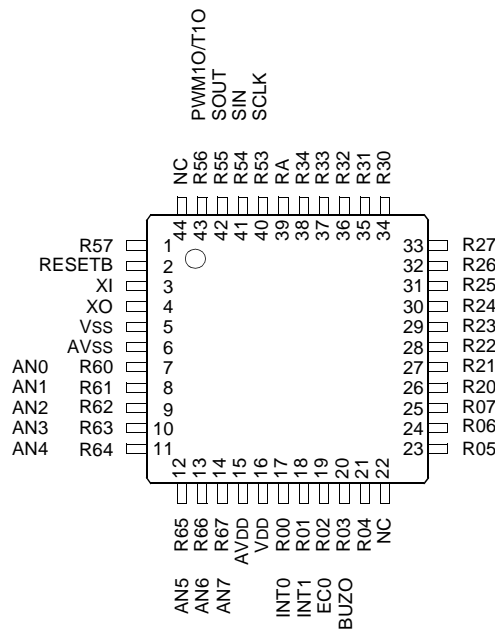 PWM1O/T1O
SOUT
SIN
SCLK
NC
R56
R55
R54
R53
RA
R34
R33
R32
R31
R30
44
43
42
41
40
39
38
37
36
35
34
R57 1
RESETB 2
XI 3
XO 4
VSS 5
AVSS 6
AN0 R60 7
AN1 R61 8
AN2 R62 9
AN3 R63 10
AN4 R64 11
33 R27
32 R26
31 R25
30 R24
29 R23
28 R22
27 R21
26 R20
25 R07
24 R06
23 R05
12
13
14
15
16
17
18
19
20
21
22
R65
R66
R67
AVDD
VDD
R00
R01
R02
R03
R04
NC
AN5
AN6
AN7
INT0
INT1
EC0
BUZO